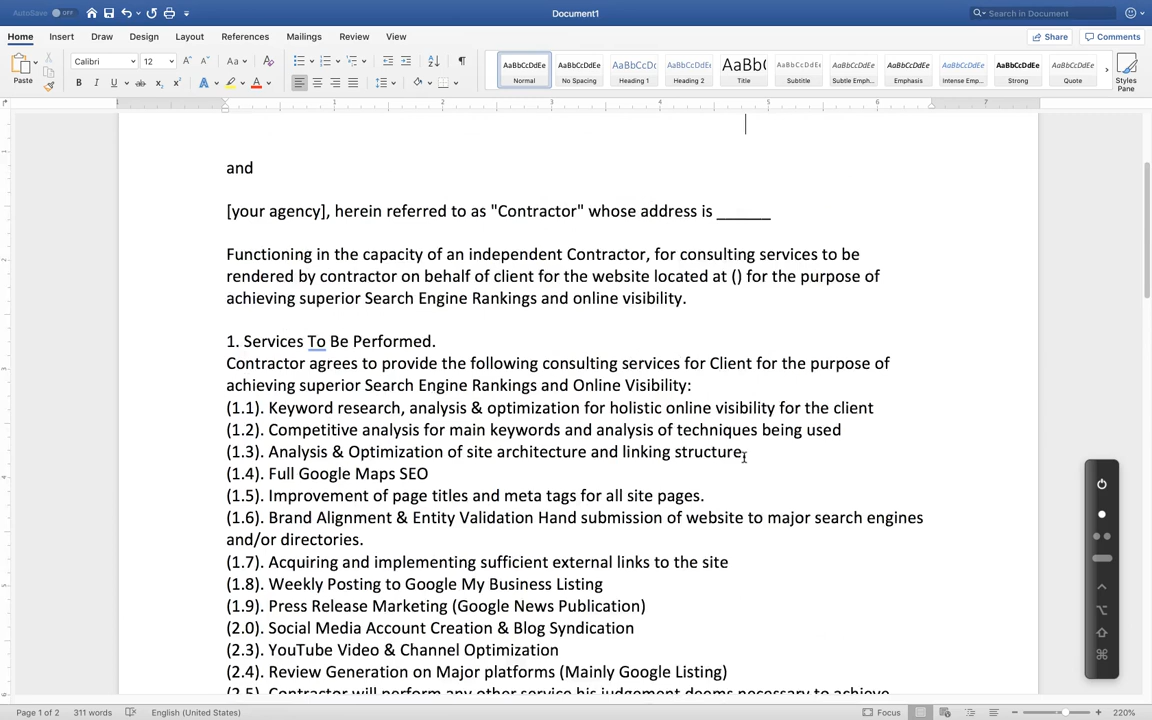 AutoSave OFF Document1 Search in Document
Home Insert Draw Design Layout References Mailings Review View Share Comments
Paste Calibri 12 A A Aa AaBbCcDdEe AaBbCcDdEe AaBbCcDc AaBbCcDdEe AaBb( AaBbCcDdEe AaBbCcDdEe AaBbCcDdEe AaBbCcDdEe AaBbCcDdEe AaBbCcDdEe
B I U ab x x A A Normal No Spacing Heading 1 Heading 2 Title Subtitle Subtle Emph... Emphasis Intense Emp... Strong Quote Styles Pane
1 1 2 3 4 5 6 7
and
[your agency], herein referred to as "Contractor" whose address is ______
Functioning in the capacity of an independent Contractor, for consulting services to be
rendered by contractor on behalf of client for the website located at () for the purpose of
achieving superior Search Engine Rankings and online visibility.
1. Services To Be Performed.
Contractor agrees to provide the following consulting services for Client for the purpose of
achieving superior Search Engine Rankings and Online Visibility:
(1.1). Keyword research, analysis & optimization for holistic online visibility for the client
(1.2). Competitive analysis for main keywords and analysis of techniques being used
(1.3). Analysis & Optimization of site architecture and linking structure.
(1.4). Full Google Maps SEO
(1.5). Improvement of page titles and meta tags for all site pages.
(1.6). Brand Alignment & Entity Validation Hand submission of website to major search engines
and/or directories.
(1.7). Acquiring and implementing sufficient external links to the site
(1.8). Weekly Posting to Google My Business Listing
(1.9). Press Release Marketing (Google News Publication)
(2.0). Social Media Account Creation & Blog Syndication
(2.3). YouTube Video & Channel Optimization
(2.4). Review Generation on Major platforms (Mainly Google Listing)
(2.5). Contractor will perform any other service his judgement deems necessary to achieve
Page 1 of 2 311 words English (United States) Focus 220%